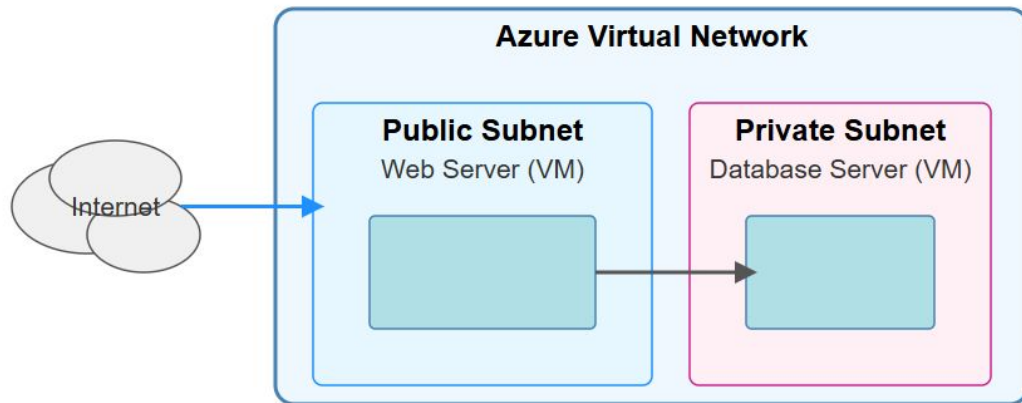 Azure Virtual Network
Public Subnet
Web Server (VM)
Private Subnet
Database Server (VM)
Internet